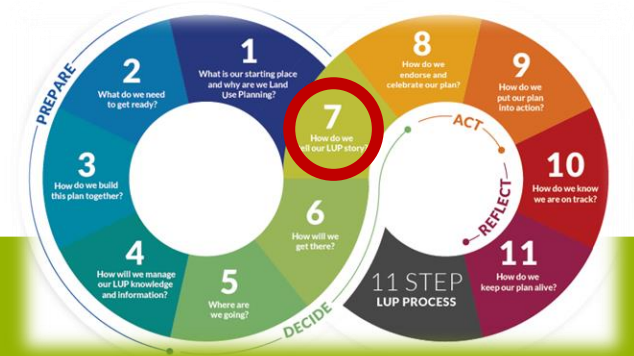 PREPARE
1
What is our starting place
and why are we Land
Use Planning?
2
What do we need
to get ready?
3
How do we build
this plan together?
4
How will we manage
our LUP knowledge
and information?
5
Where are
we going?
DECIDE
6
How will we
get there?
7
How do we
ell our LUP story?
8
How do we
endorse and
celebrate our plan?
ACT
9
How do we
put our plan
into action?
10
How do we know
we are on track?
REFLECT
11
How do we
keep our plan alive?
11 STEP
LUP PROCESS